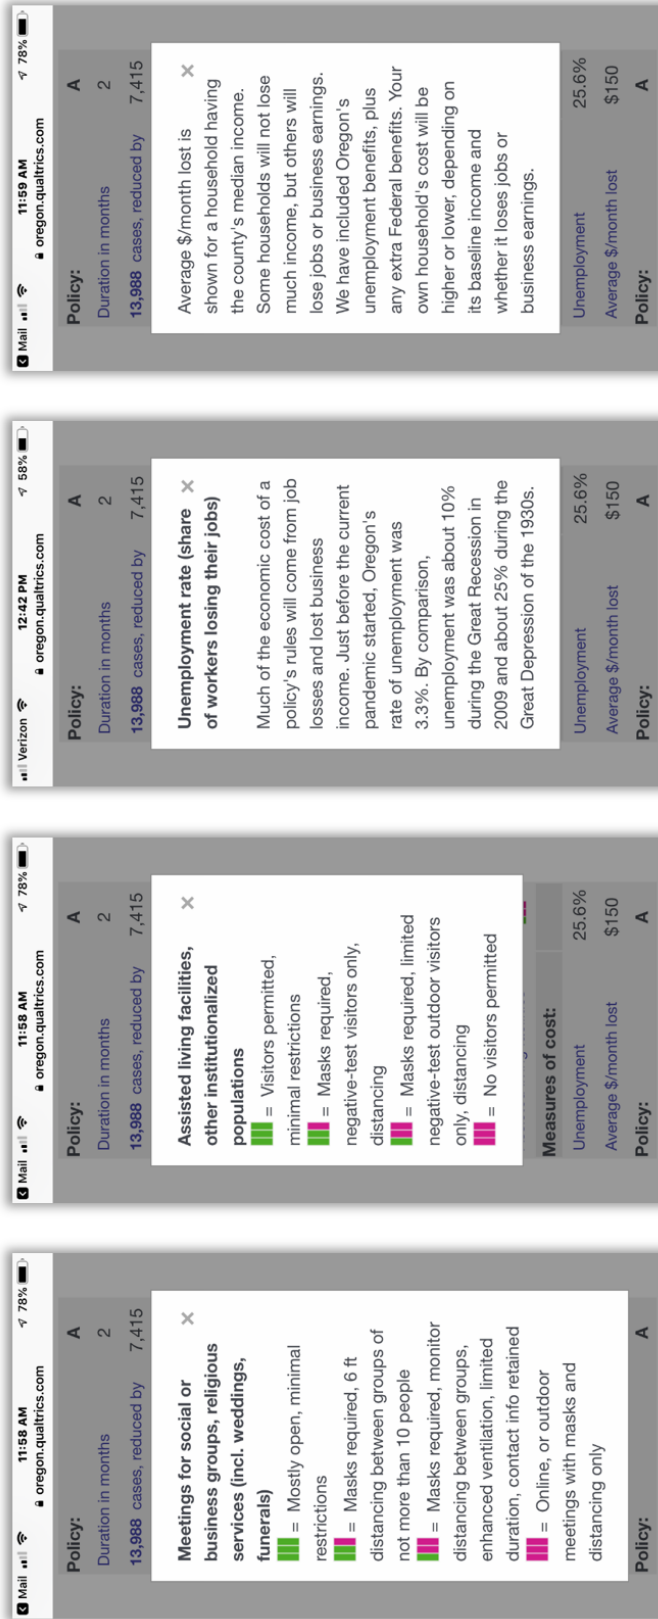 Mail 11:58 AM 78%
oregon.qualtrics.com
Policy: A
Duration in months 2
13,988 cases, reduced by 7,415
Meetings for social or ×
business groups, religious
services (incl. weddings,
funerals)
= Mostly open, minimal
restrictions
= Masks required, 6 ft
distancing between groups of
not more than 10 people
= Masks required, monitor
distancing between groups,
enhanced ventilation, limited
duration, contact info retained
= Online, or outdoor
meetings with masks and
distancing only
Policy: A
Mail 11:58 AM 78%
oregon.qualtrics.com
Policy: A
Duration in months 2
13,988 cases, reduced by 7,415
Assisted living facilities, ×
other institutionalized
populations
= Visitors permitted,
minimal restrictions
= Masks required,
negative-test visitors only,
distancing
= Masks required, limited
negative-test outdoor visitors
only, distancing
= No visitors permitted
Measures of cost:
Unemployment 25.6%
Average $/month lost $150
Policy: A
Verizon 12:42 PM 58%
oregon.qualtrics.com
Policy: A
Duration in months 2
13,988 cases, reduced by 7,415
Unemployment rate (share ×
of workers losing their jobs)
Much of the economic cost of a
policy's rules will come from job
losses and lost business
income. Just before the current
pandemic started, Oregon's
rate of unemployment was
3.3%. By comparison,
unemployment was about 10%
during the Great Recession in
2009 and about 25% during the
Great Depression of the 1930s.
Unemployment 25.6%
Average $/month lost $150
Policy: A
Mail 11:59 AM 78%
oregon.qualtrics.com
Policy: A
Duration in months 2
13,988 cases, reduced by 7,415
Average $/month lost is ×
shown for a household having
the county's median income.
Some households will not lose
much income, but others will
lose jobs or business earnings.
We have included Oregon's
unemployment benefits, plus
any extra Federal benefits. Your
own household's cost will be
higher or lower, depending on
its baseline income and
whether it loses jobs or
business earnings.
Unemployment 25.6%
Average $/month lost $150
Policy: A